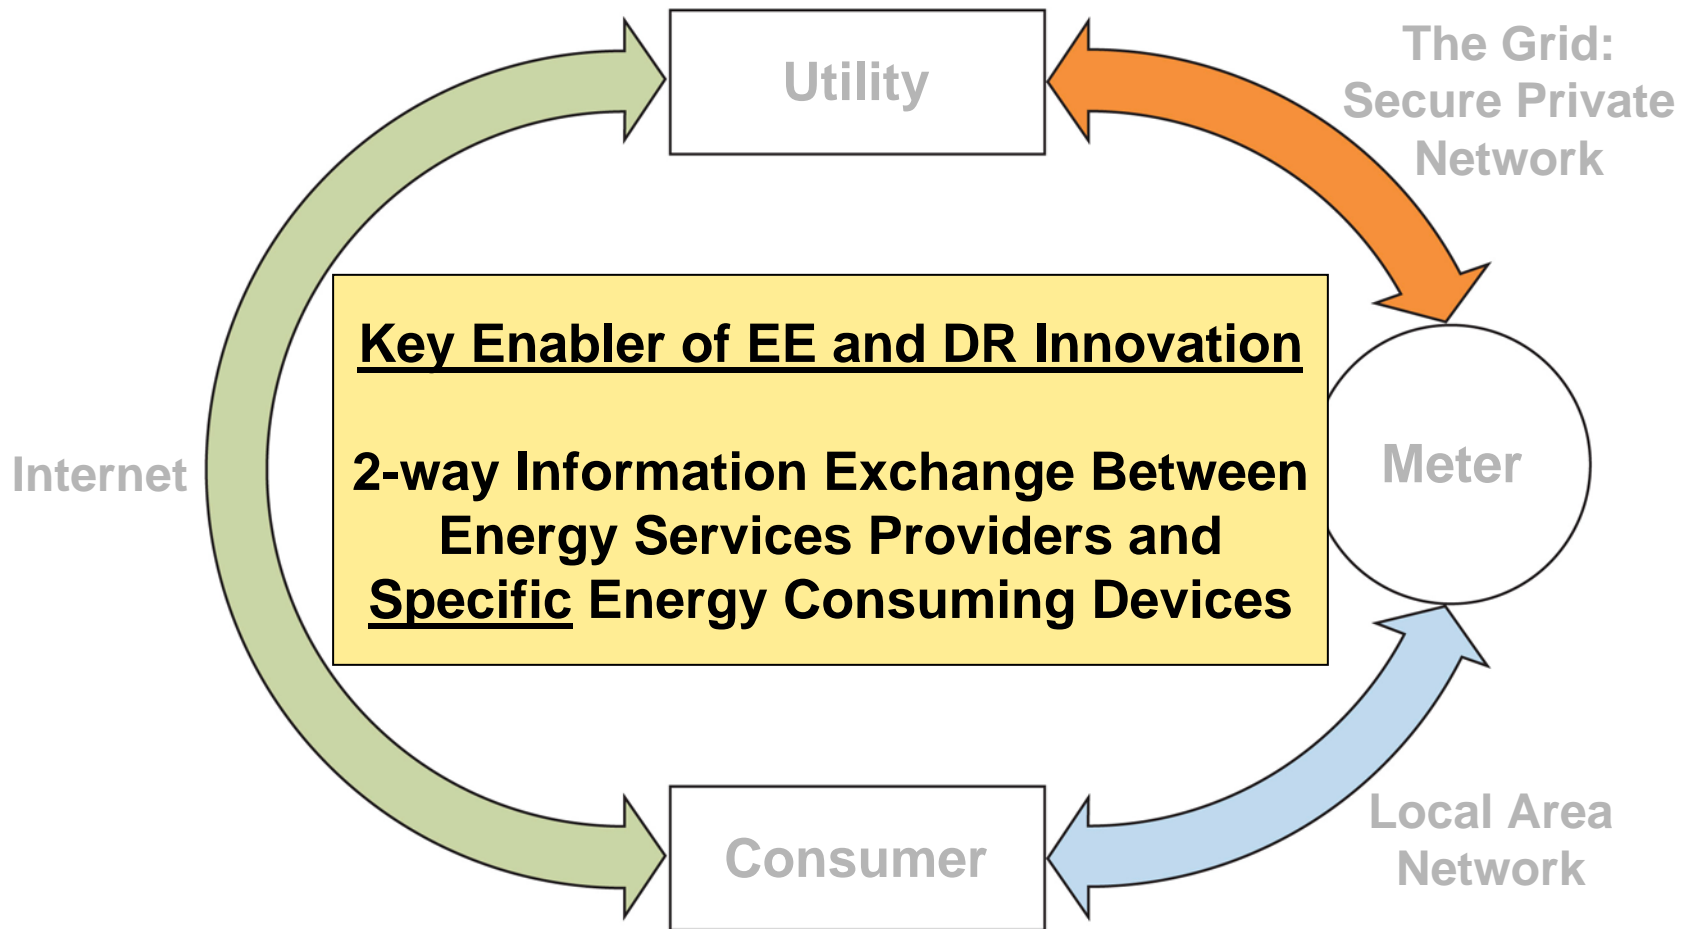 Utility
The Grid:
Secure Private
Network
Key Enabler of EE and DR Innovation
2-way Information Exchange Between
Energy Services Providers and
Specific Energy Consuming Devices
Internet
Meter
Consumer
Local Area
Network